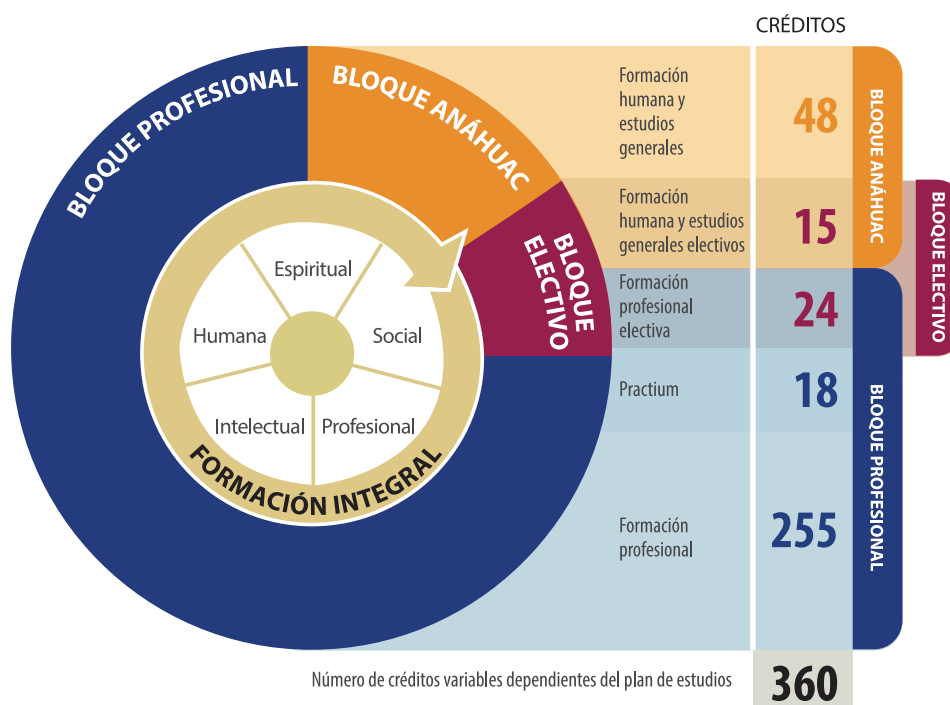 CRÉDITOS
BLOQUE PROFESIONAL
BLOQUE ANÁHUAC
BLOQUE
ELECTIVO
Espiritual
Humana
Social
Intelectual
Profesional
FORMACIÓN INTEGRAL
Formación
humana y
estudios
generales
48
Formación
humana y estudios
generales electivos
15
Formación
profesional
electiva
24
Practium
18
Formación
profesional
255
BLOQUE ANÁHUAC
BLOQUE ELECTIVO
BLOQUE PROFESIONAL
Número de créditos variables dependientes del plan de estudios
360